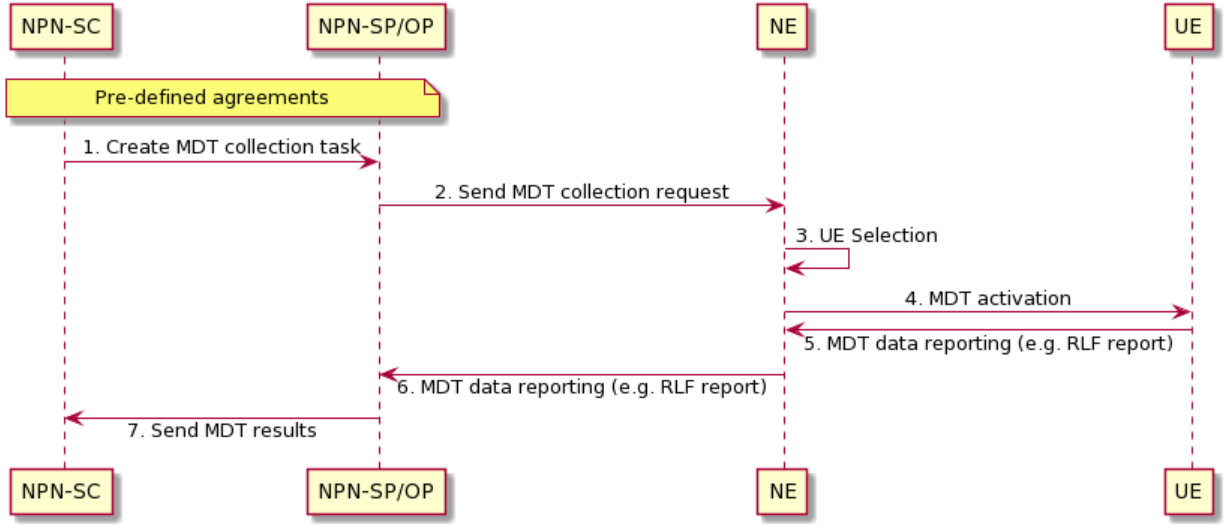 NPN-SC NPN-SP/OP NE UE
Pre-defined agreements
1. Create MDT collection task
2. Send MDT collection request
3. UE Selection
4. MDT activation
5. MDT data reporting (e.g. RLF report)
6. MDT data reporting (e.g. RLF report)
7. Send MDT results
NPN-SC NPN-SP/OP NE UE